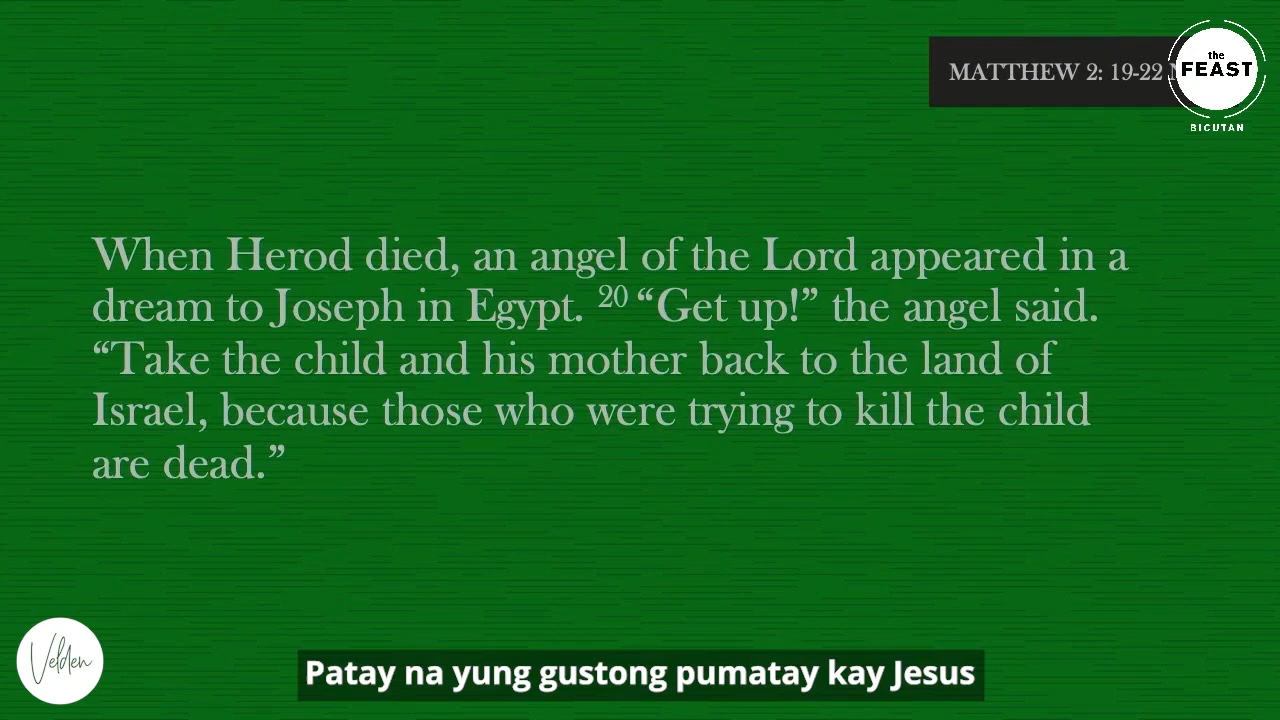 MATTHEW 2: 19-22
the
FEAST
BICUTAN
When Herod died, an angel of the Lord appeared in a
dream to Joseph in Egypt. 20 “Get up!” the angel said.
“Take the child and his mother back to the land of
Israel, because those who were trying to kill the child
are dead.”
Velden
Patay na yung gustong pumatay kay Jesus